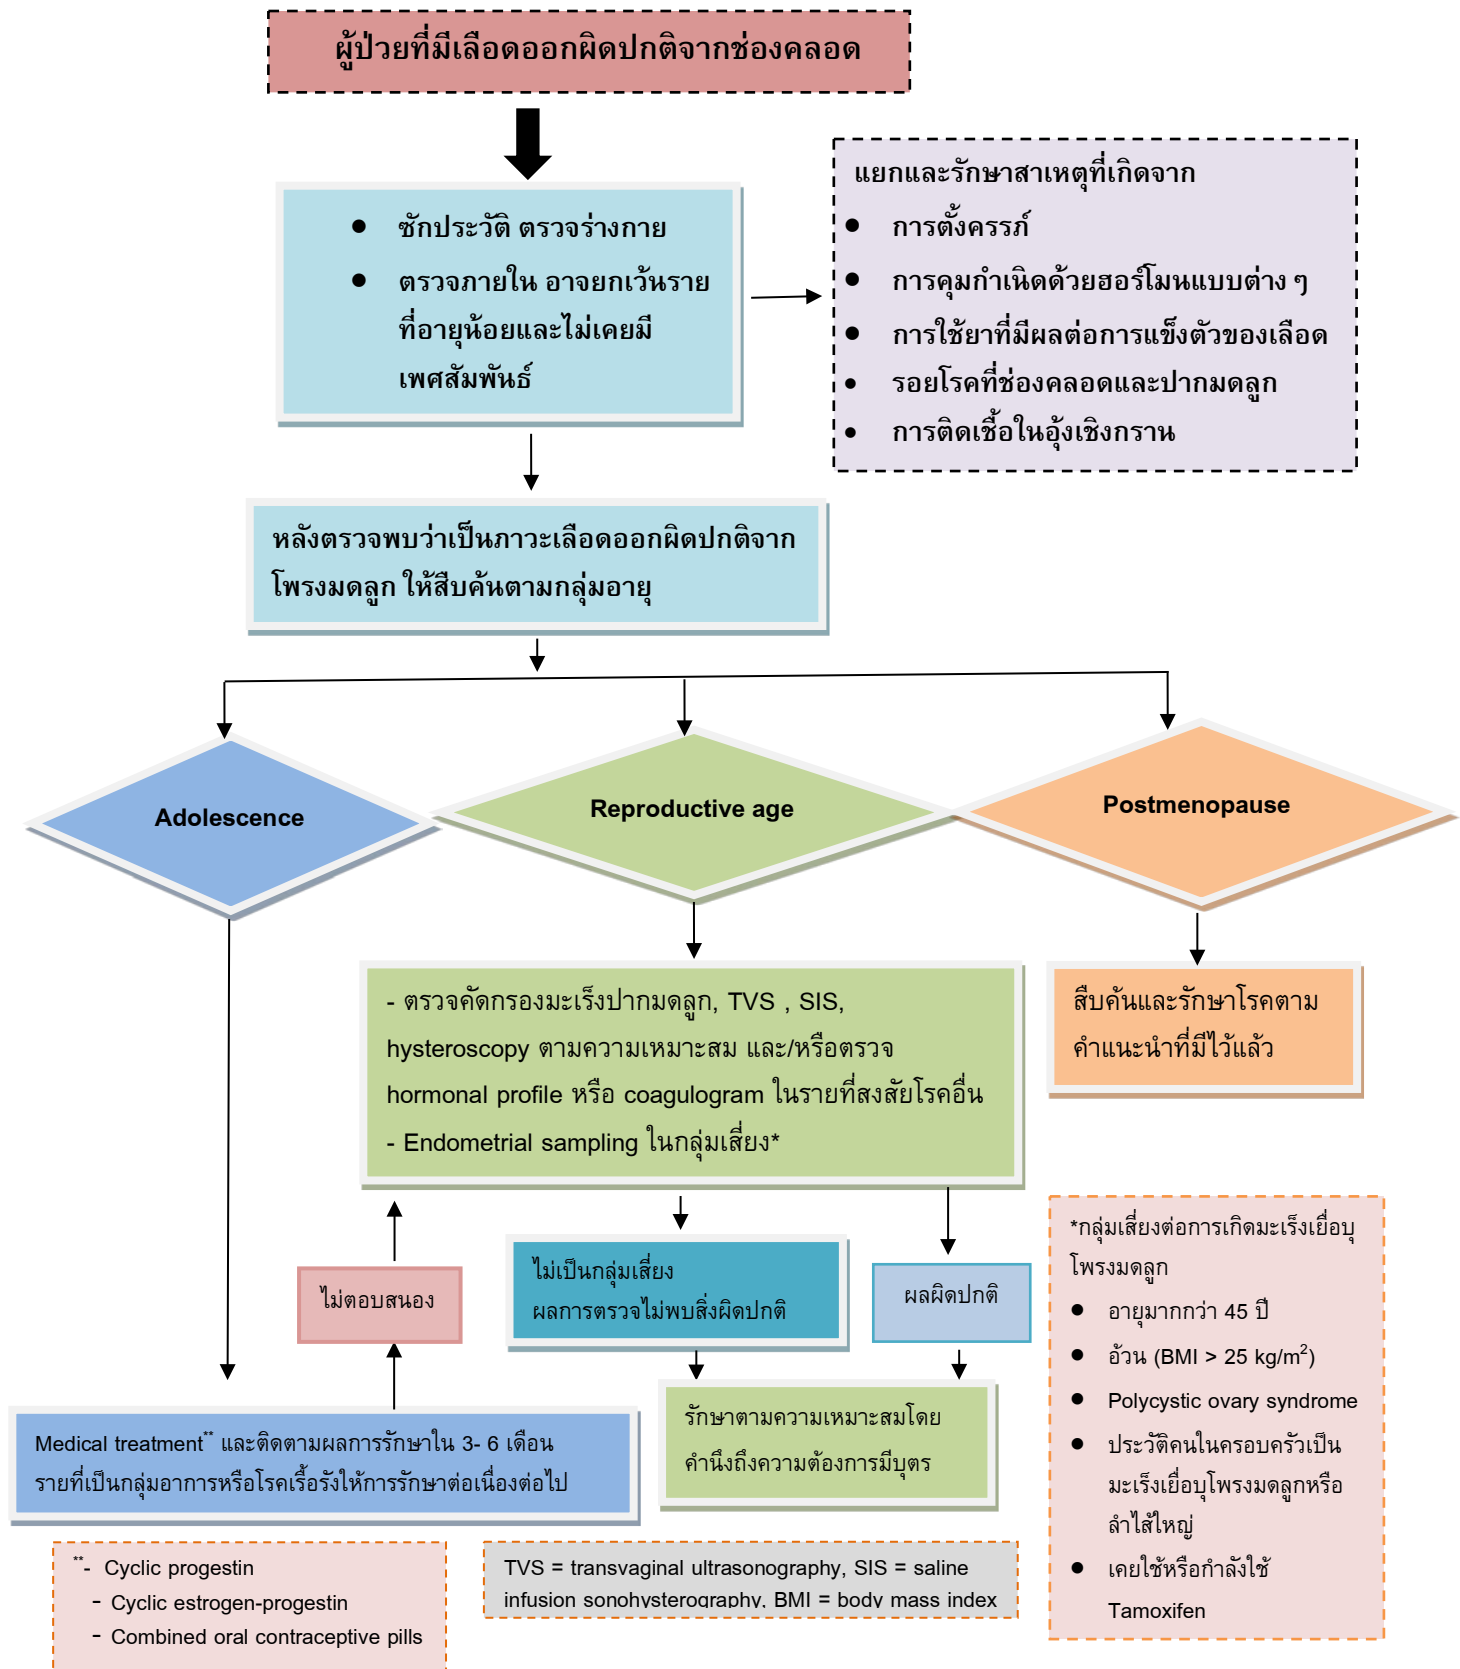 ผู้ป่วยที่มีเลือดออกผิดปกติจากช่องคลอด
● ซักประวัติ ตรวจร่างกาย
● ตรวจภายใน อาจยกเว้นราย
ที่อายุห้อยและไม่เคยมี
เพศสัมพันธ์
แยกและรักษาสาเหตุที่เกิดจาก
● การตั้งครรภ์
● การคุมกำเนิดด้วยฮอร์โมนแบบต่าง ๆ
● การใช้ยาที่มีผลต่อการแข็งตัวของเลือด
● รอยโรคที่ช่องคลอดและปากมดลูก
● การติดเชื้อในอุ้งเชิงกราน
หลังตรวจพบว่าเป็นภาวะเลือดออกผิดปกติจาก
โพรงมดลูก ให้สืบค้นตามกลุ่มอายุ
Adolescence
Reproductive age
Postmenopause
- ตรวจคัดกรองมะเร็งปากมดลูก, TVS , SIS,
hysteroscopy ตามความเหมาะสม และ/หรือตรวจ
hormonal profile หรือ coagulogram ในรายที่สงสัยโรคอื่น
- Endometrial sampling ในกลุ่มเสี่ยง*
สืบค้นและรักษาโรคตาม
คำแนะนำที่มีไว้แล้ว
ไม่ตอบสนอง
ไม่เป็นกลุ่มเสี่ยง
ผลการตรวจไม่พบสิ่งผิดปกติ
ผลผิดปกติ
รักษาตามความเหมาะสมโดย
คำนึงถึงความต้องการมีบุตร
Medical treatment** และติดตามผลการรักษาใน 3- 6 เดือน
รายที่เป็นกลุ่มอาการหรือโรคเรื้อรังให้การรักษาต่อเนื่องต่อไป
*กลุ่มเสี่ยงต่อการเกิดมะเร็งเยื่อบุ
โพรงมดลูก
● อายุมากกว่า 45 ปี
● อ้วน (BMI > 25 kg/m²)
● Polycystic ovary syndrome
● ประวัติคนในครอบครัวเป็น
มะเร็งเยื่อบุโพรงมดลูกหรือ
ลำไส้ใหญ่
● เคยใช้หรือกำลังใช้
Tamoxifen
**- Cyclic progestin
- Cyclic estrogen-progestin
- Combined oral contraceptive pills
TVS = transvaginal ultrasonography, SIS = saline
infusion sonohysterography, BMI = body mass index